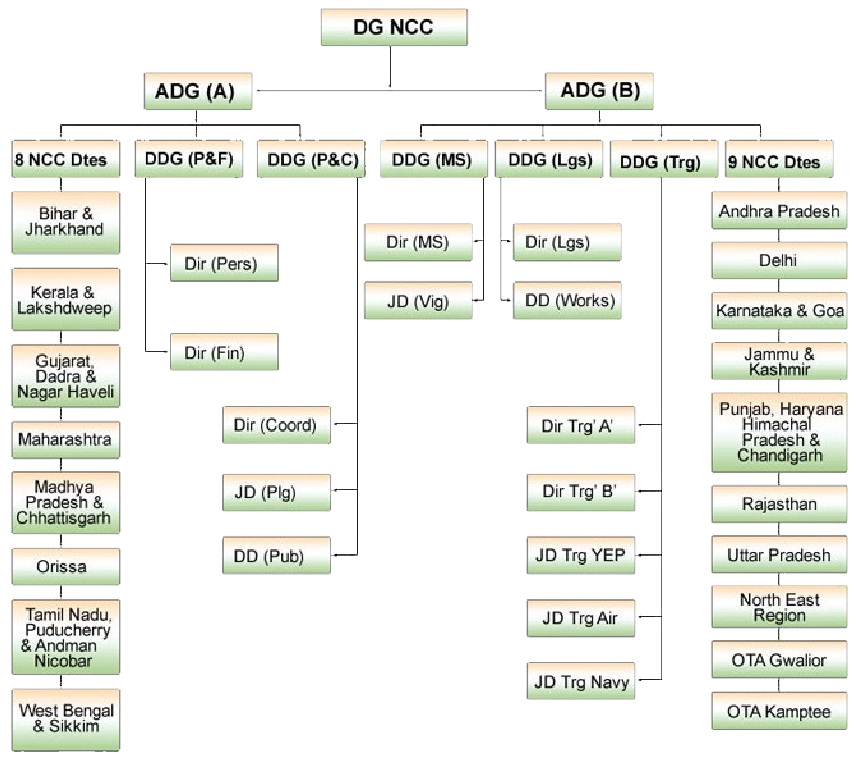 DG NCC
ADG (A)
ADG (B)
8 NCC Dtes
DDG (P&F)
DDG (P&C)
DDG (MS)
DDG (Lgs)
DDG (Trg)
9 NCC Dtes
Bihar &
Jharkhand
Kerala &
Lakshdweep
Gujarat,
Dadra &
Nagar Haveli
Maharashtra
Madhya
Pradesh &
Chhattisgarh
Orissa
Tamil Nadu,
Puducherry
& Andman
Nicobar
West Bengal
& Sikkim
Dir (Pers)
Dir (Fin)
Dir (Coord)
JD (Plg)
DD (Pub)
Dir (MS)
JD (Vig)
Dir (Lgs)
DD (Works)
Dir Trg' A'
Dir Trg' B'
JD Trg YEP
JD Trg Air
JD Trg Navy
Andhra Pradesh
Delhi
Karnataka & Goa
Jammu &
Kashmir
Punjab, Haryana
Himachal
Pradesh &
Chandigarh
Rajasthan
Uttar Pradesh
North East
Region
OTA Gwalior
OTA Kamptee